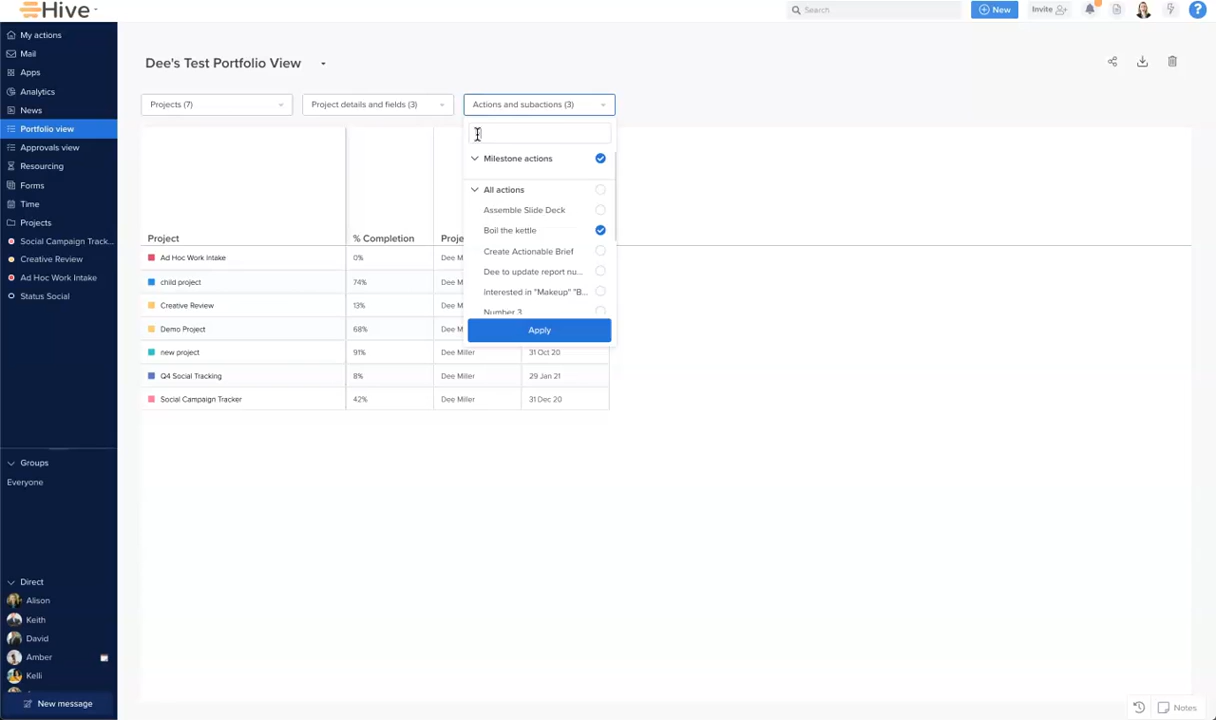 Hive
Search
New
Invite
?
My actions
Mail
Apps
Analytics
News
Portfolio view
Approvals view
Resourcing
Forms
Time
Projects
Social Campaign Track...
Creative Review
Ad Hoc Work Intake
Status Social
Groups
Everyone
Direct
Alison
Keith
David
Amber
Kelli
New message
Dee's Test Portfolio View
Projects (7)
Project details and fields (3)
Actions and subactions (3)
Milestone actions
All actions
Assemble Slide Deck
Boil the kettle
Create Actionable Brief
Dee to update report nu...
Interested in "Makeup" "B...
Number 3
Apply
Project % Completion Proje
Ad Hoc Work Intake 0% Dee M
child project 74% Dee M
Creative Review 13% Dee M
Demo Project 68% Dee M
new project 91% Dee Miller 31 Oct 20
Q4 Social Tracking 8% Dee Miller 29 Jan 21
Social Campaign Tracker 42% Dee Miller 31 Dec 20
Notes